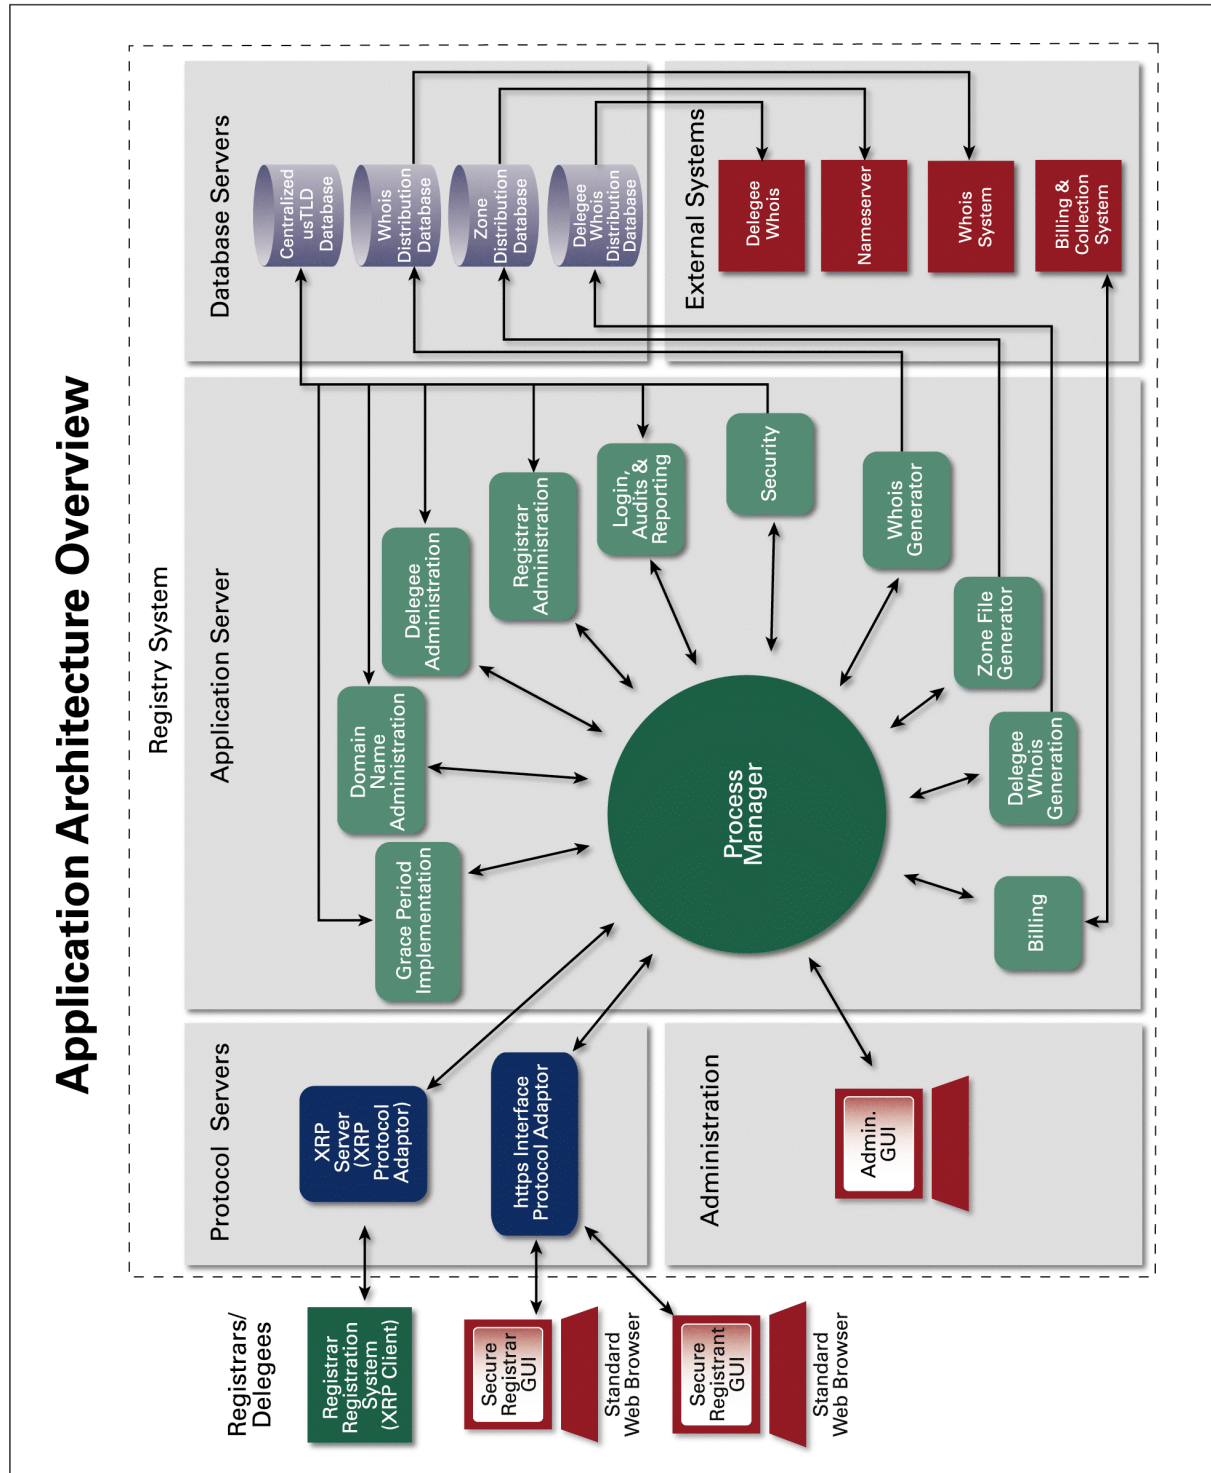 Application Architecture Overview
Registry System
Registrars/
Delegees
Registrar
Registration
System
(XRP Client)
Secure
Registrar
GUI
Standard
Web Browser
Secure
Registrant
GUI
Standard
Web Browser
Protocol Servers
XRP
Server
(XRP
Protocol
Adaptor)
https Interface
Protocol Adaptor
Administration
Admin.
GUI
Application Server
Grace Period
Implementation
Domain
Name
Administration
Delegee
Administration
Registrar
Administration
Login,
Audits &
Reporting
Security
Whois
Generator
Zone File
Generator
Delegee
Whois
Generation
Billing
Process
Manager
Database Servers
Centralized
usTLD
Database
Whois
Distribution
Database
Zone
Distribution
Database
Delegee
Whois
Distribution
Database
External Systems
Delegee
Whois
Nameserver
Whois
System
Billing &
Collection
System